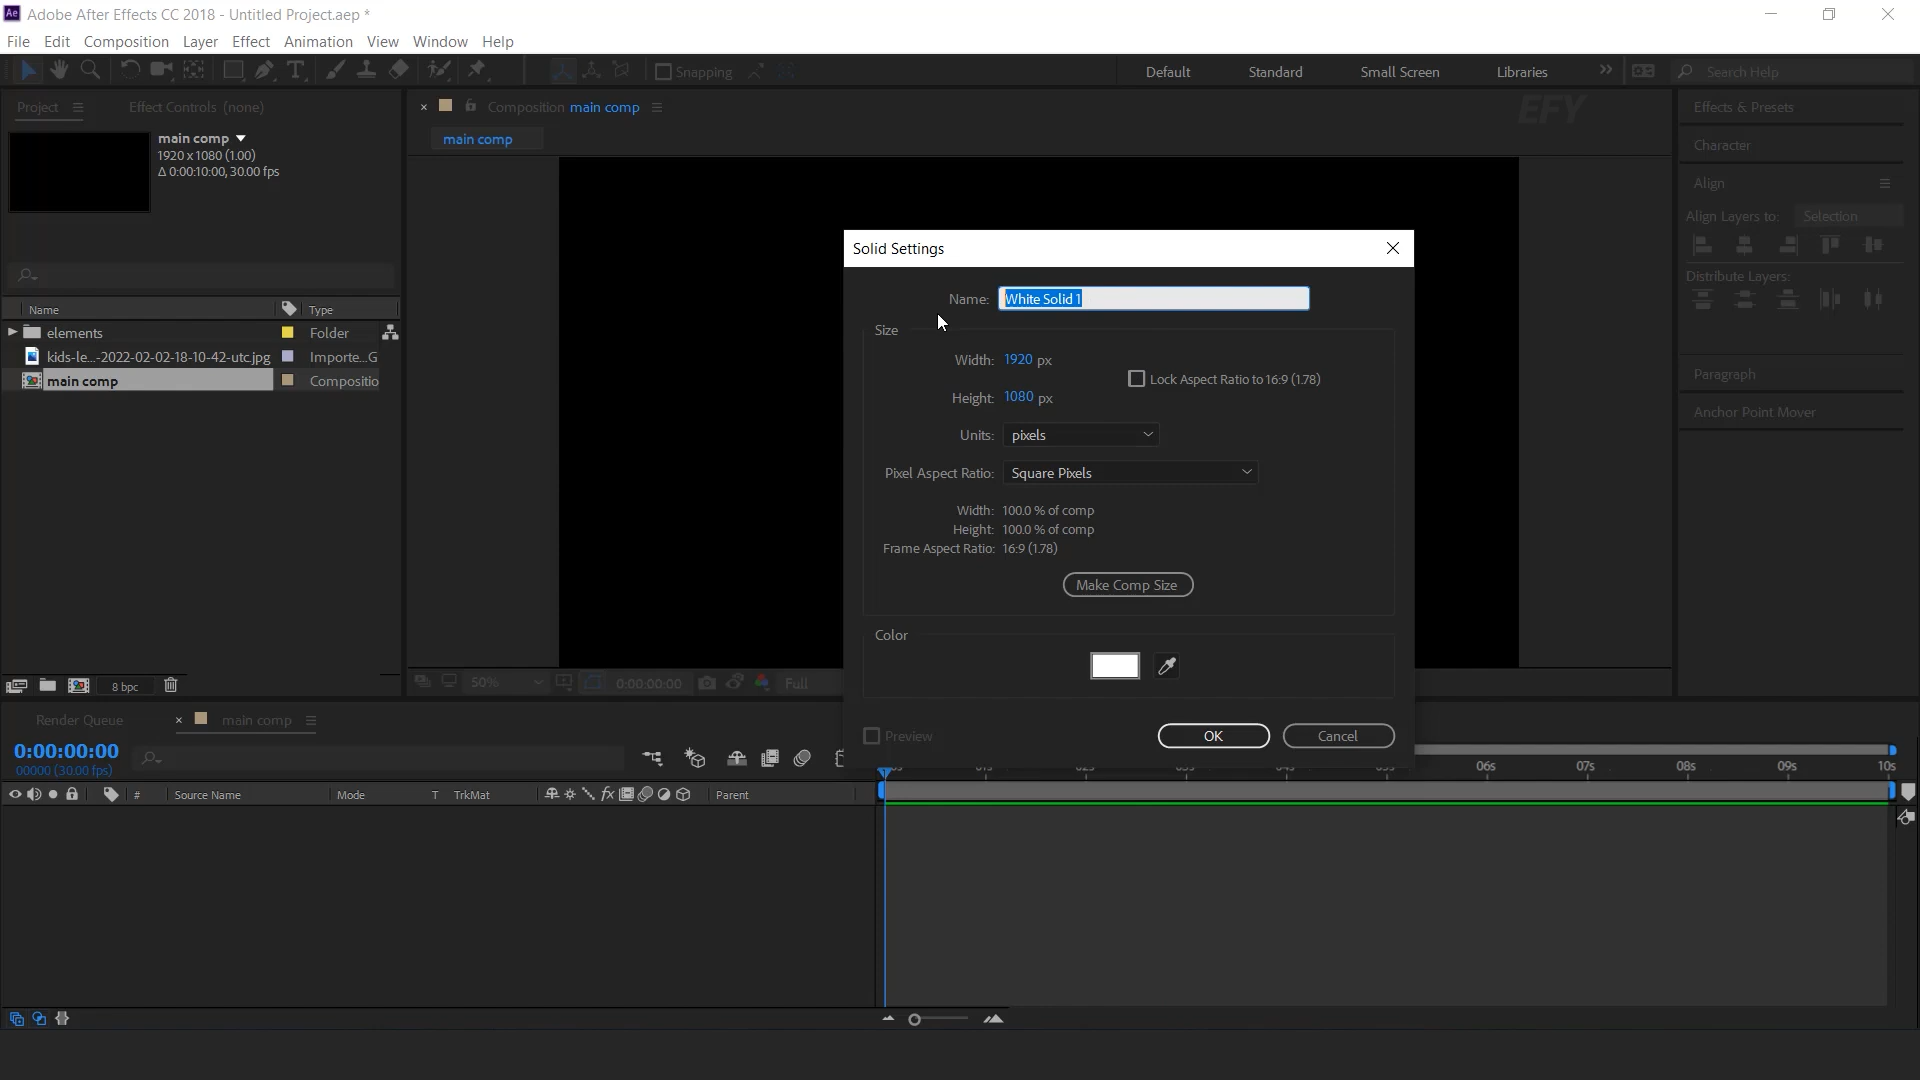 Adobe After Effects CC 2018 - Untitled Project.aep *
File Edit Composition Layer Effect Animation View Window Help
Snapping
Default Standard Small Screen Libraries Search Help
Project Effect Controls (none)
Composition main comp
EFY
Effects & Presets
main comp
main comp
1920 x 1080 (1.00)
Δ 0:00:10:00, 30.00 fps
Character
Align
Align Layers to: Selection
Distribute Layers:
Paragraph
Anchor Point Mover
Name Type
elements Folder
kids-le...-2022-02-02-18-10-42-utc.jpg Importe...G
main comp Compositio
Solid Settings
Name: White Solid 1
Size
Width: 1920 px
Lock Aspect Ratio to 16:9 (1.78)
Height: 1080 px
Units: pixels
Pixel Aspect Ratio: Square Pixels
Width: 100.0 % of comp
Height: 100.0 % of comp
Frame Aspect Ratio: 16:9 (1.78)
Make Comp Size
Color
Preview OK Cancel
8 bpc
50% 0:00:00:00 Full
Render Queue main comp
0:00:00:00
00000 (30.00 fps)
01s 02s 03s 04s 05s 06s 07s 08s 09s 10s
# Source Name Mode T TrkMat fx Parent